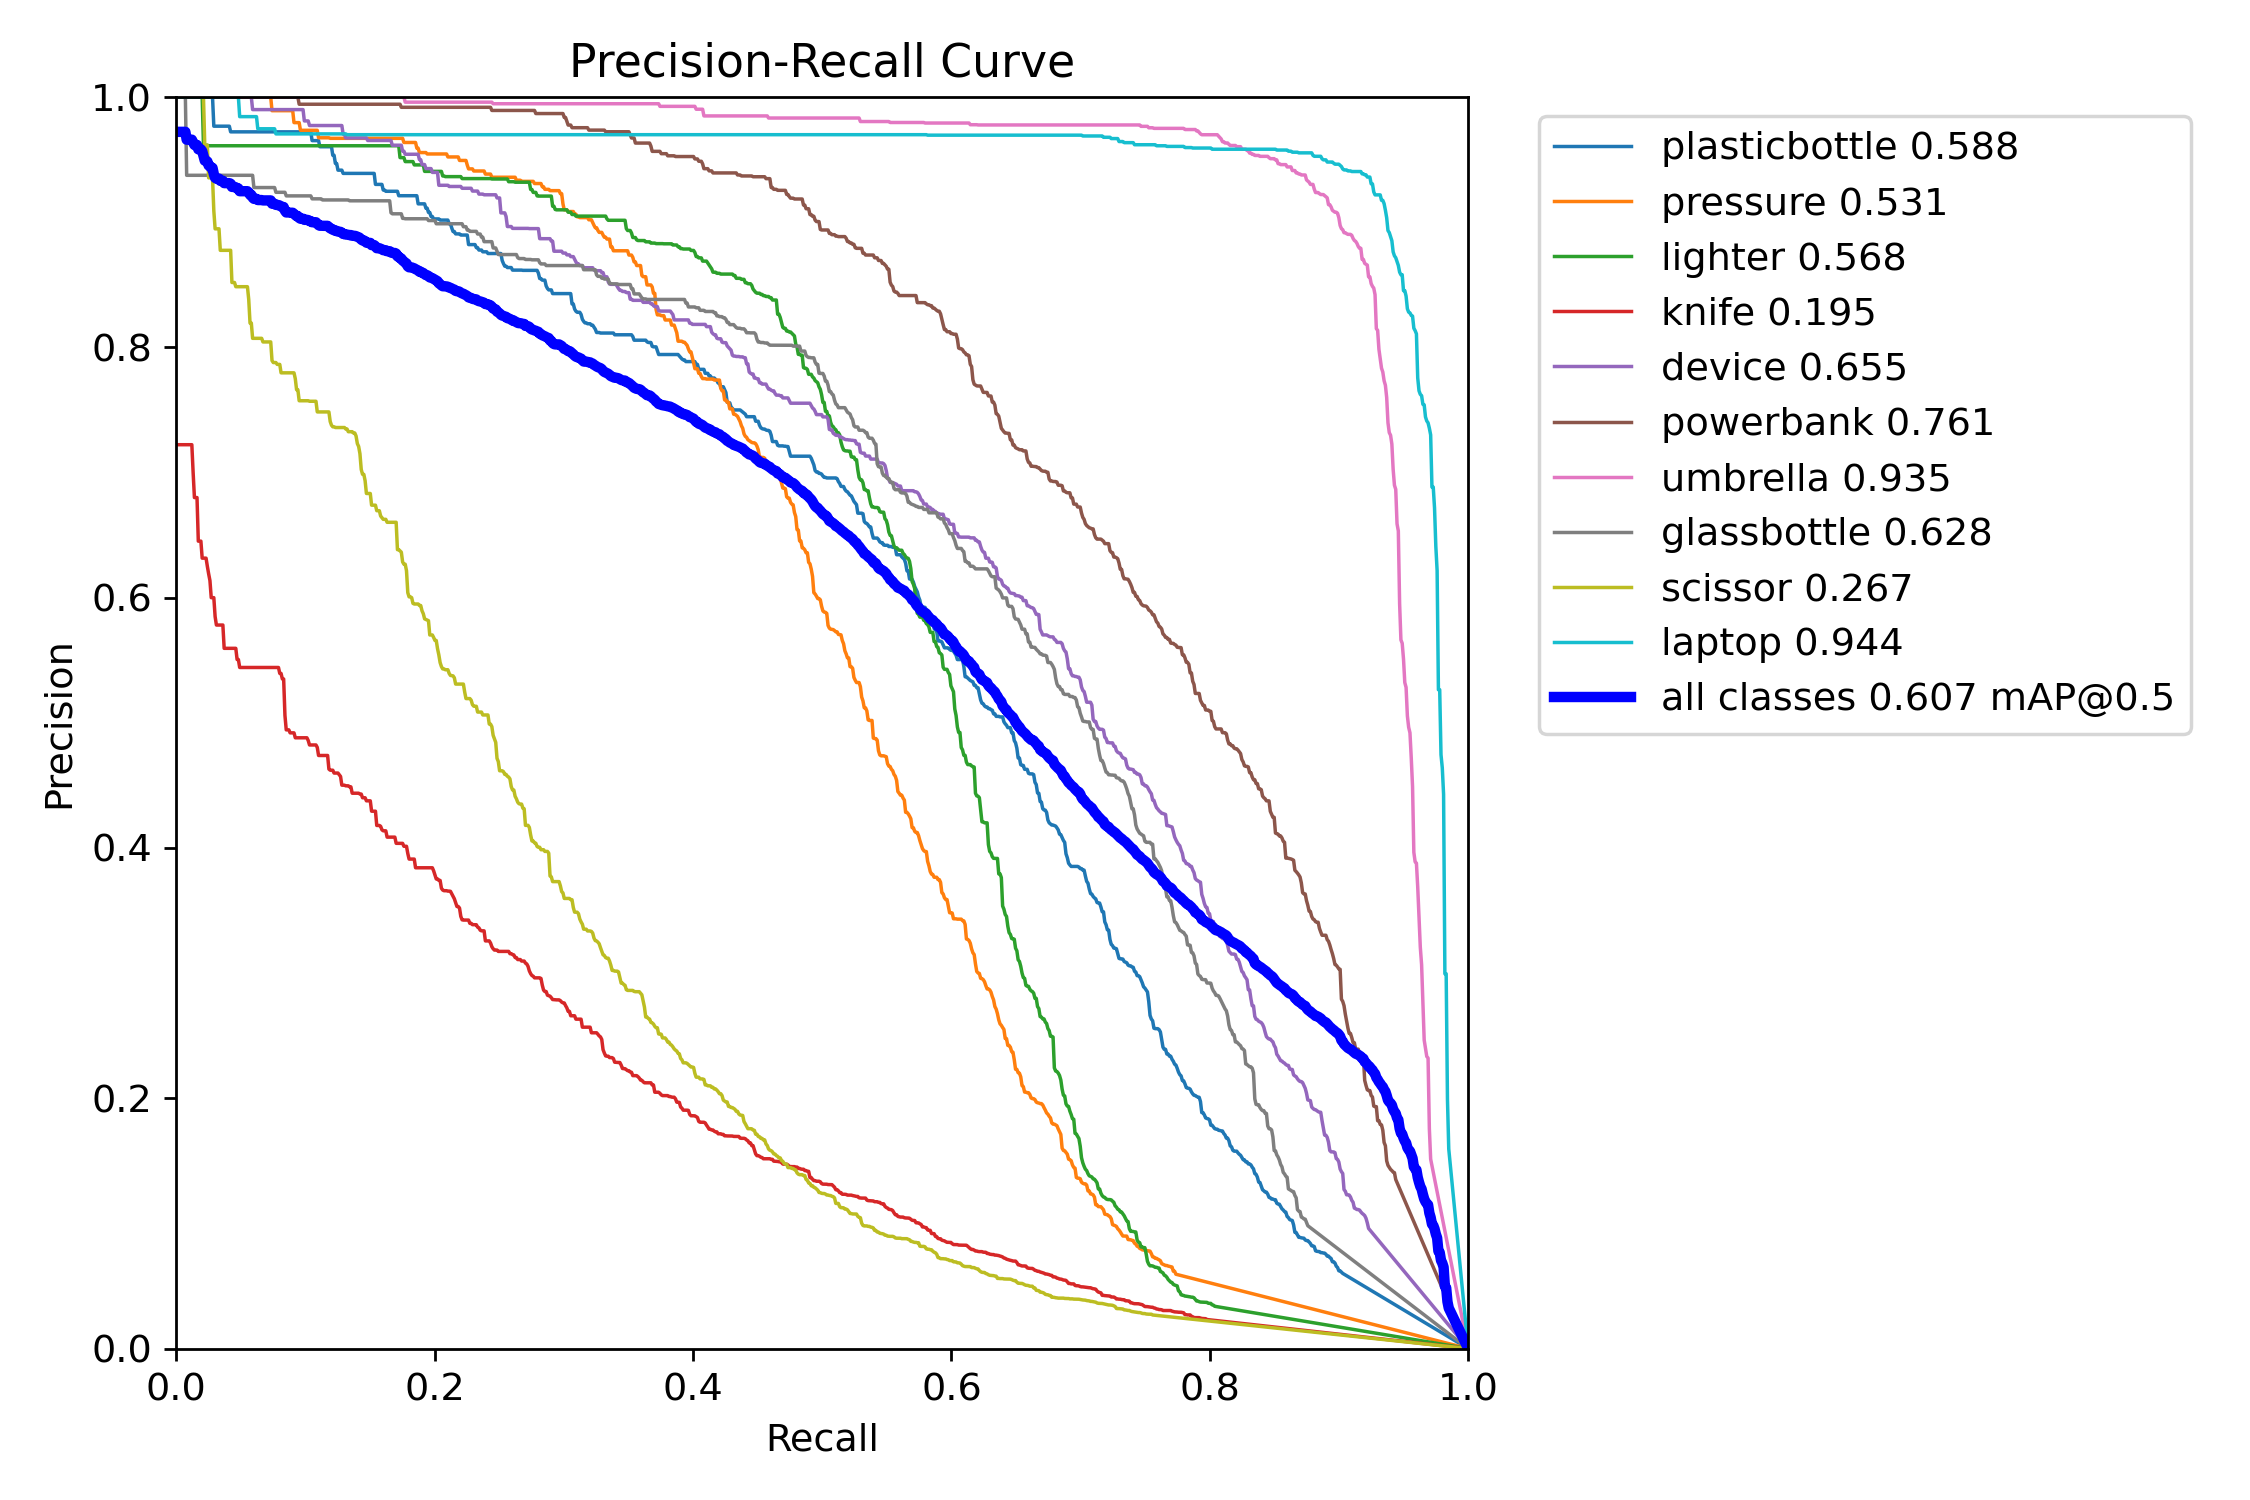 Precision-Recall Curve
1.0
0.8
0.6
0.4
0.2
0.0
Precision
0.0 0.2 0.4 0.6 0.8 1.0
Recall
plasticbottle 0.588
pressure 0.531
lighter 0.568
knife 0.195
device 0.655
powerbank 0.761
umbrella 0.935
glassbottle 0.628
scissor 0.267
laptop 0.944
all classes 0.607 mAP@0.5